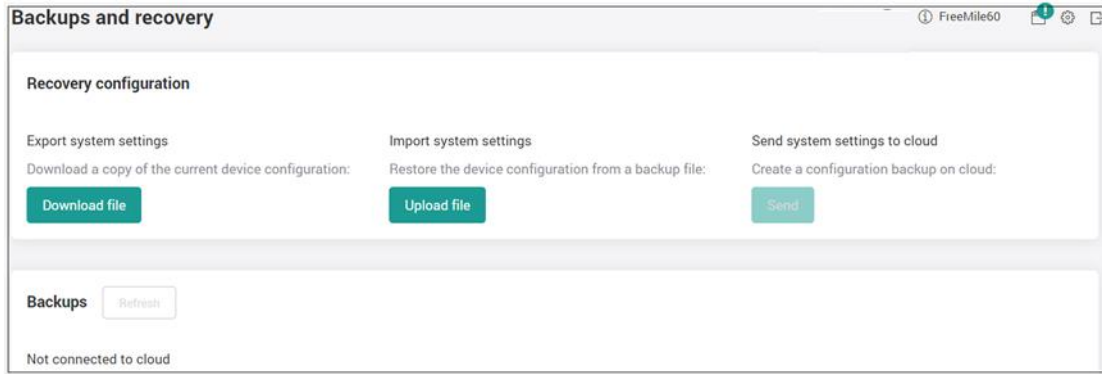 Backups and recovery
FreeMile60
Recovery configuration
Export system settings
Import system settings
Send system settings to cloud
Download a copy of the current device configuration:
Restore the device configuration from a backup file:
Create a configuration backup on cloud:
Download file
Upload file
Send
Backups
Refresh
Not connected to cloud